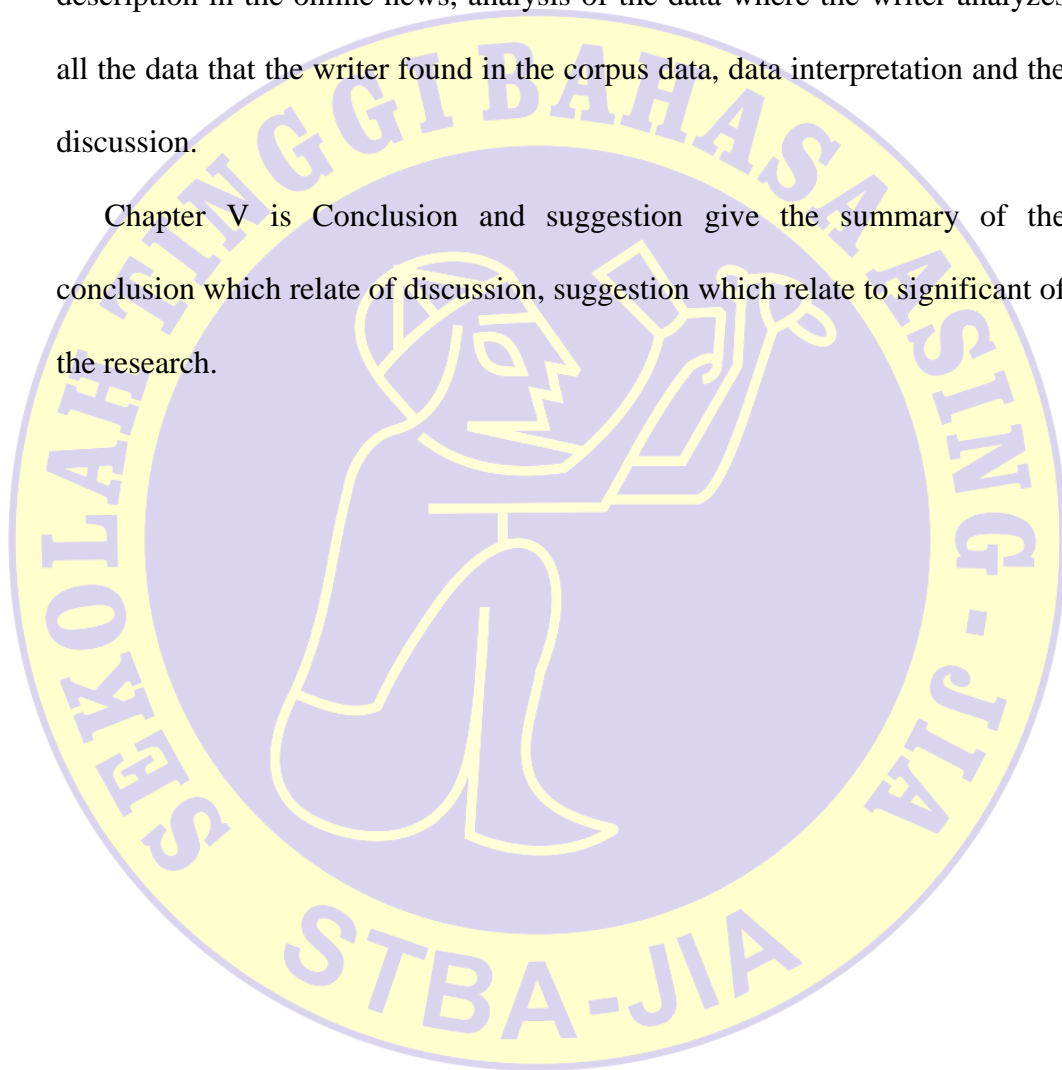 description in the online news, analysis of the data where the writer analyzes
all the data that the writer found in the corpus data, data interpretation and the
discussion.
Chapter V is Conclusion and suggestion give the summary of the
conclusion which relate of discussion, suggestion which relate to significant of
the research.
SEKOLAH TINGGI BAHASA ASING - JIA
STBA-JIA